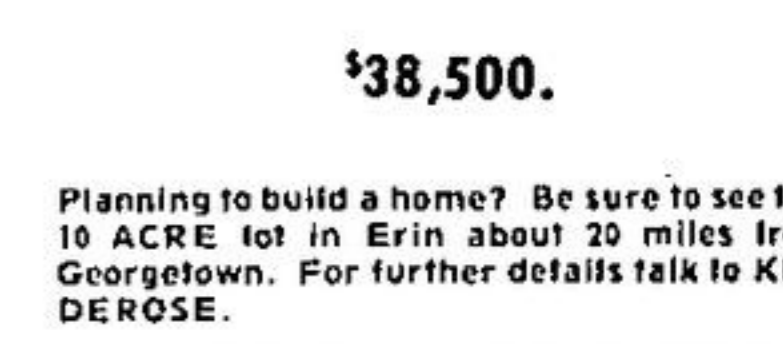 $38,500.
Planning to build a home? Be sure to see
10 ACRE lot in Erin about 20 miles
Georgetown. For further details talk to
DEROSE.